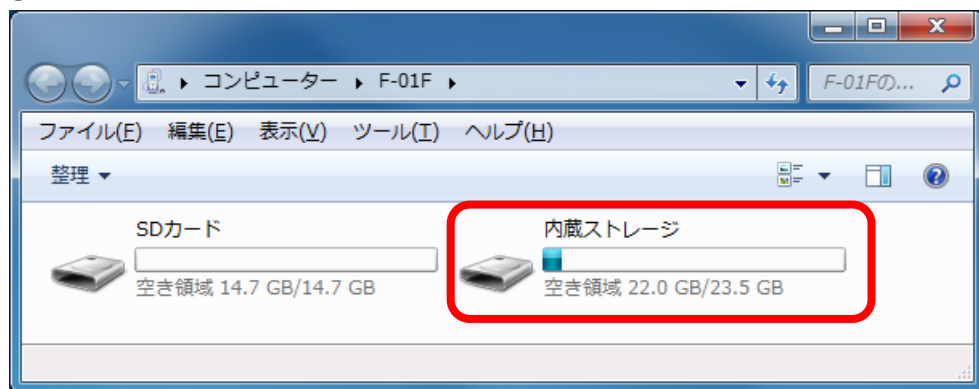 コンピューター ▸ F-01F ▸
F-01Fの...
ファイル(F) 編集(E) 表示(V) ツール(T) ヘルプ(H)
整理 ▼
SDカード
空き領域 14.7 GB/14.7 GB
内蔵ストレージ
空き領域 22.0 GB/23.5 GB